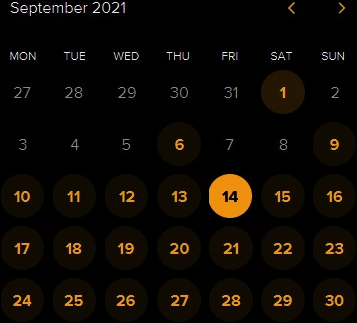 September 2021
MON TUE WED THU FRI SAT SUN
27 28 29 30 31 1 2
3 4 5 6 7 8 9
10 11 12 13 14 15 16
17 18 19 20 21 22 23
24 25 26 27 28 29 30